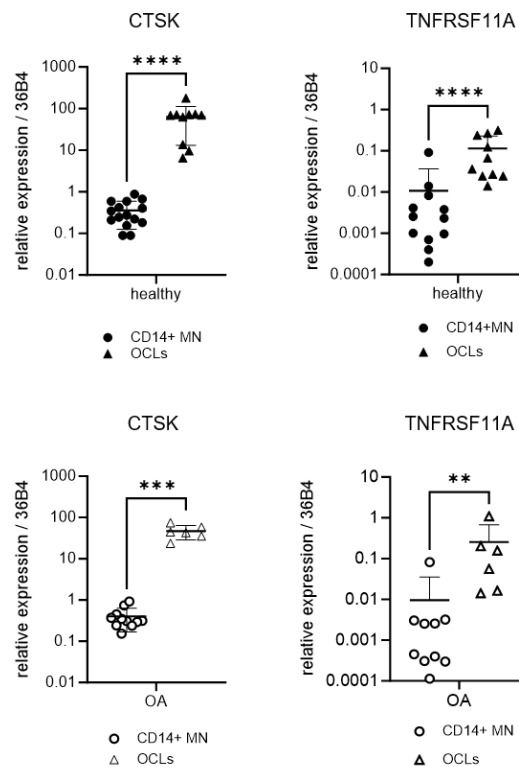 CTSK
relative expression / 36B4
1000
100
10
1
0.1
0.01
****
healthy
● CD14+ MN
▲ OCLs
TNFRSF11A
relative expression / 36B4
10
1
0.1
0.01
0.001
0.0001
****
healthy
● CD14+MN
▲ OCLs
CTSK
relative expression / 36B4
1000
100
10
1
0.1
0.01
***
OA
CD14+ MN
OCLs
TNFRSF11A
relative expression / 36B4
10
1
0.1
0.01
0.001
0.0001
**
OA
CD14+ MN
OCLs